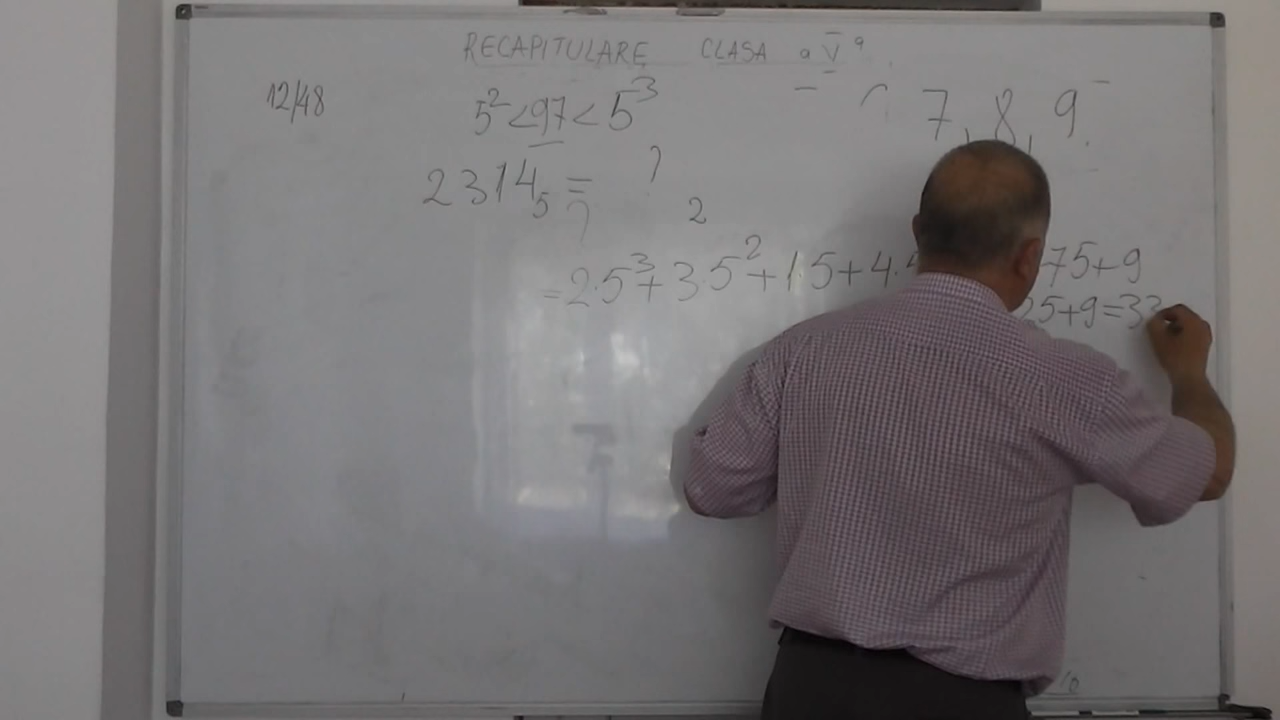 RECAPITULARE CLASA a V a
12/48 5² < 97 < 5³ 7, 8, 9.
2314₅ = ?
? 2
= 2·5³ + 3·5² + 1·5 + 4· 75+9
25+9=33